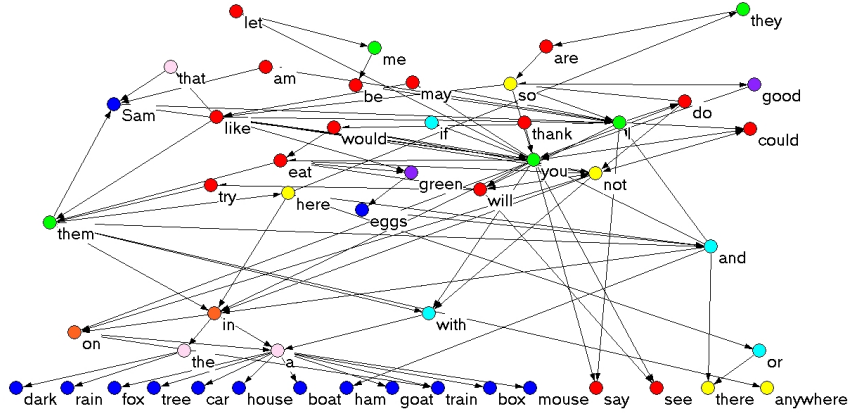 let
they
me
are
that
am
be
may
so
good
Sam
like
would
if
thank
I
do
could
eat
green
you
not
try
here
eggs
will
them
and
in
with
on
the
a
or
dark
rain
fox
tree
car
house
boat
ham
goat
train
box
mouse
say
see
there
anywhere